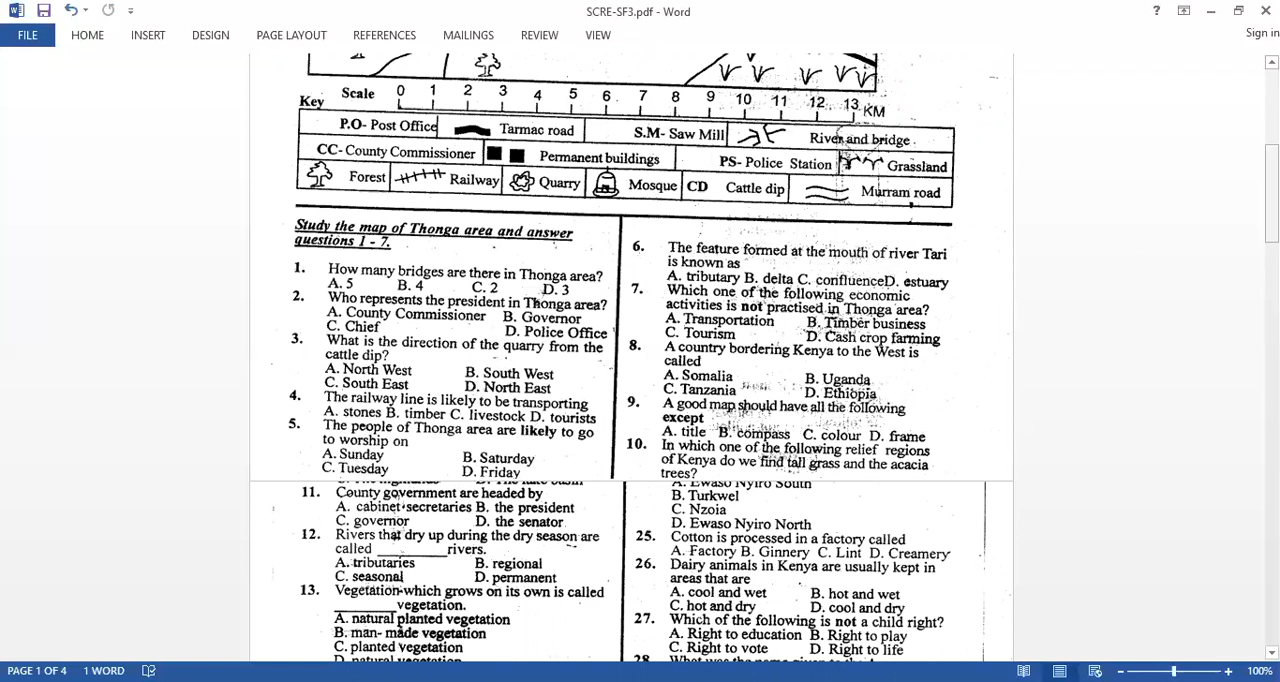 SCRE-SF3.pdf - Word
Sign in
FILE HOME INSERT DESIGN PAGE LAYOUT REFERENCES MAILINGS REVIEW VIEW
Scale 0 1 2 3 4 5 6 7 8 9 10 11 12 13 KM
Key
P.O- Post Office Tarmac road S.M- Saw Mill River and bridge
CC- County Commissioner Permanent buildings PS- Police Station Grassland
Forest Railway Quarry Mosque CD Cattle dip Murram road
Study the map of Thonga area and answer
questions 1 - 7.
1. How many bridges are there in Thonga area?
A. 5 B. 4 C. 2 D. 3
2. Who represents the president in Thonga area?
A. County Commissioner B. Governor
C. Chief D. Police Office
3. What is the direction of the quarry from the
cattle dip?
A. North West B. South West
C. South East D. North East
4. The railway line is likely to be transporting
A. stones B. timber C. livestock D. tourists
5. The people of Thonga area are likely to go
to worship on
A. Sunday B. Saturday
C. Tuesday D. Friday
6. The feature formed at the mouth of river Tari
is known as
A. tributary B. delta C. confluenceD. estuary
7. Which one of the following economic
activities is not practised in Thonga area?
A. Transportation B. Timber business
C. Tourism D. Cash crop farming
8. A country bordering Kenya to the West is
called
A. Somalia B. Uganda
C. Tanzania D. Ethiopia
9. A good map should have all the following
except
A. title B. compass C. colour D. frame
10. In which one of the following relief regions
of Kenya do we find tall grass and the acacia
trees?
11. County government are headed by
A. cabinet secretaries B. the president
C. governor D. the senator
12. Rivers that dry up during the dry season are
called __________ rivers.
A. tributaries B. regional
C. seasonal D. permanent
13. Vegetation which grows on its own is called
_________ vegetation.
A. natural planted vegetation
B. man- made vegetation
C. planted vegetation
D. natural vegetation
A. Ewaso Nyiro South
B. Turkwel
C. Nzoia
D. Ewaso Nyiro North
25. Cotton is processed in a factory called
A. Factory B. Ginnery C. Lint D. Creamery
26. Dairy animals in Kenya are usually kept in
areas that are
A. cool and wet B. hot and wet
C. hot and dry D. cool and dry
27. Which of the following is not a child right?
A. Right to education B. Right to play
C. Right to vote D. Right to life
28. What was the name given to the
PAGE 1 OF 4 1 WORD 100%